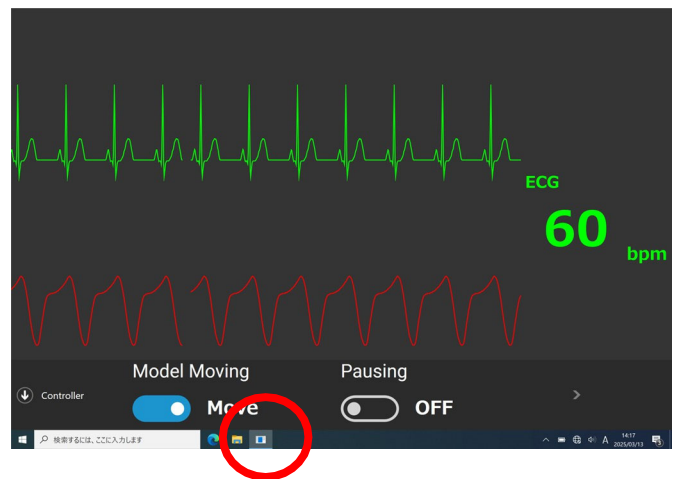 ECG
60
bpm
Model Moving
Pausing
Controller
Move
OFF
検索するには、ここに入力します
A
14:17
2025/03/13